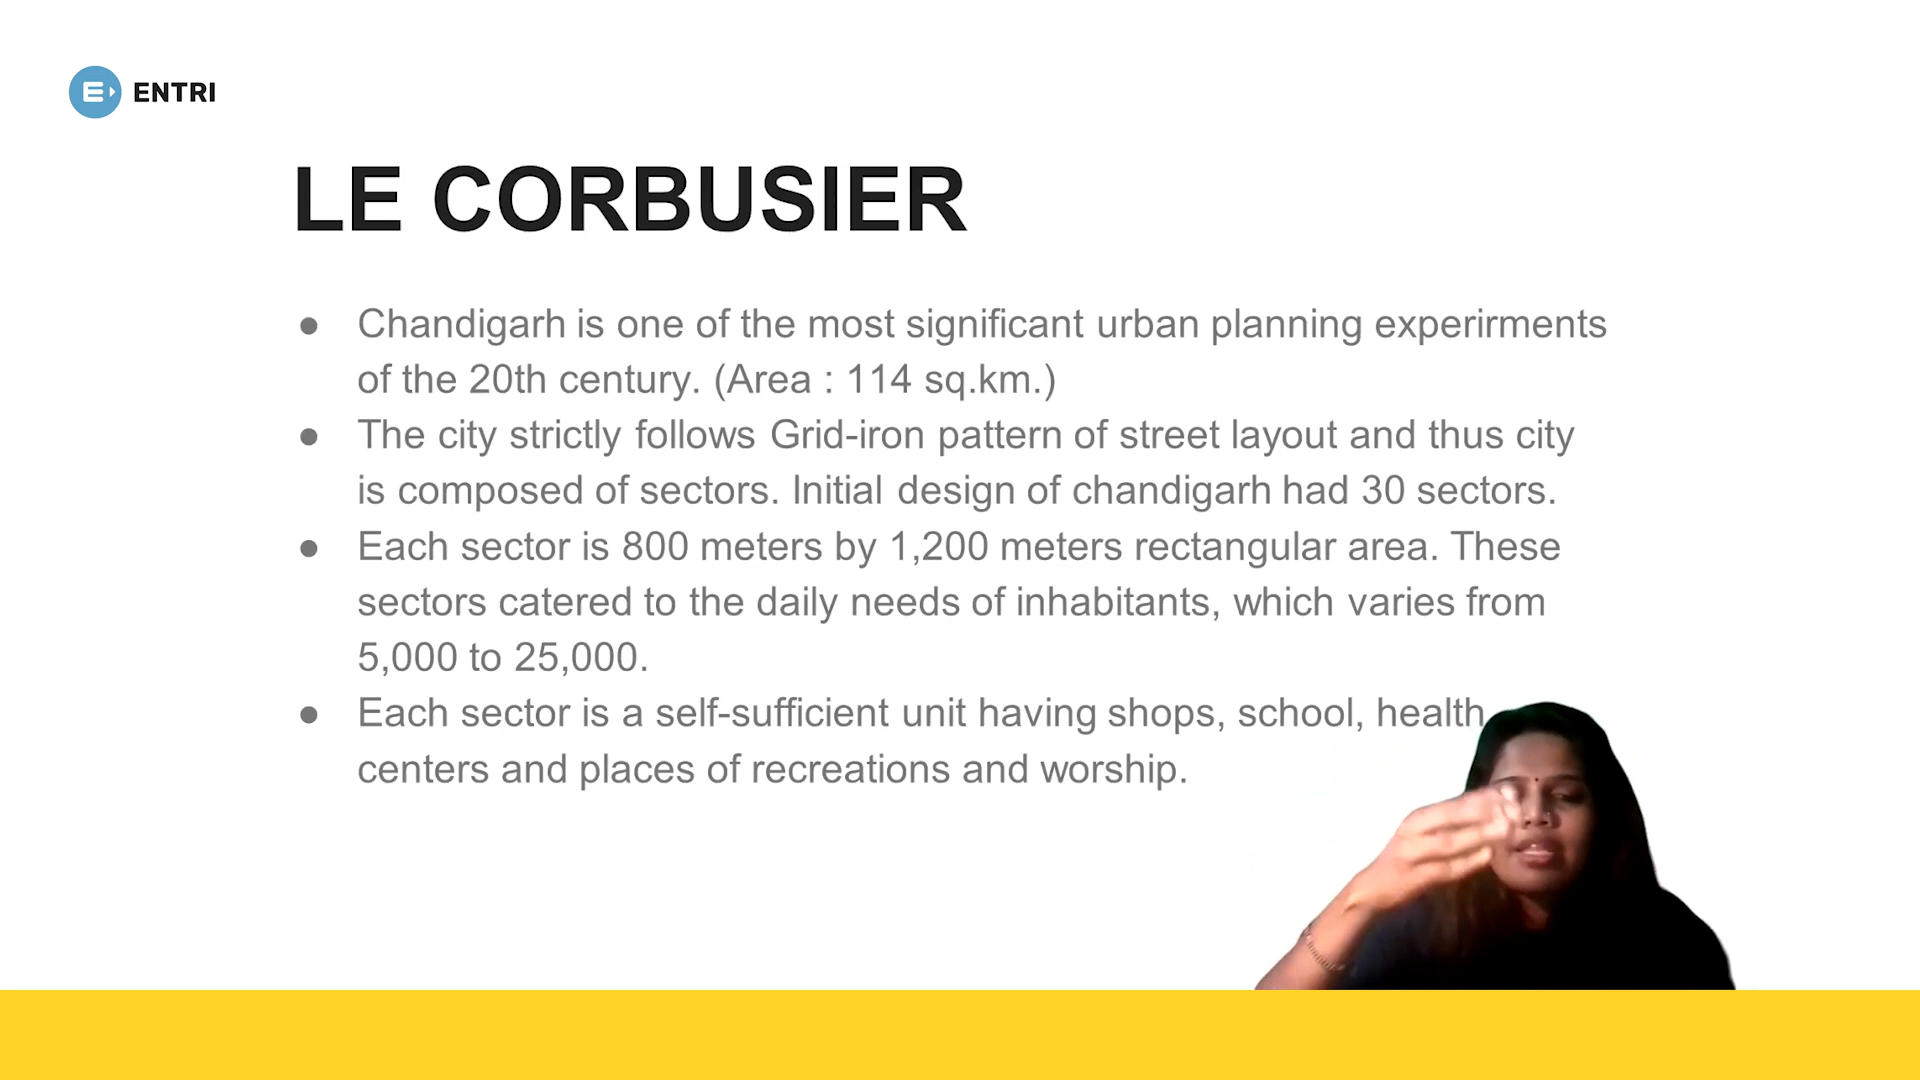 ENTRI
LE CORBUSIER
● Chandigarh is one of the most significant urban planning experirments
of the 20th century. (Area : 114 sq.km.)
● The city strictly follows Grid-iron pattern of street layout and thus city
is composed of sectors. Initial design of chandigarh had 30 sectors.
● Each sector is 800 meters by 1,200 meters rectangular area. These
sectors catered to the daily needs of inhabitants, which varies from
5,000 to 25,000.
● Each sector is a self-sufficient unit having shops, school, health
centers and places of recreations and worship.